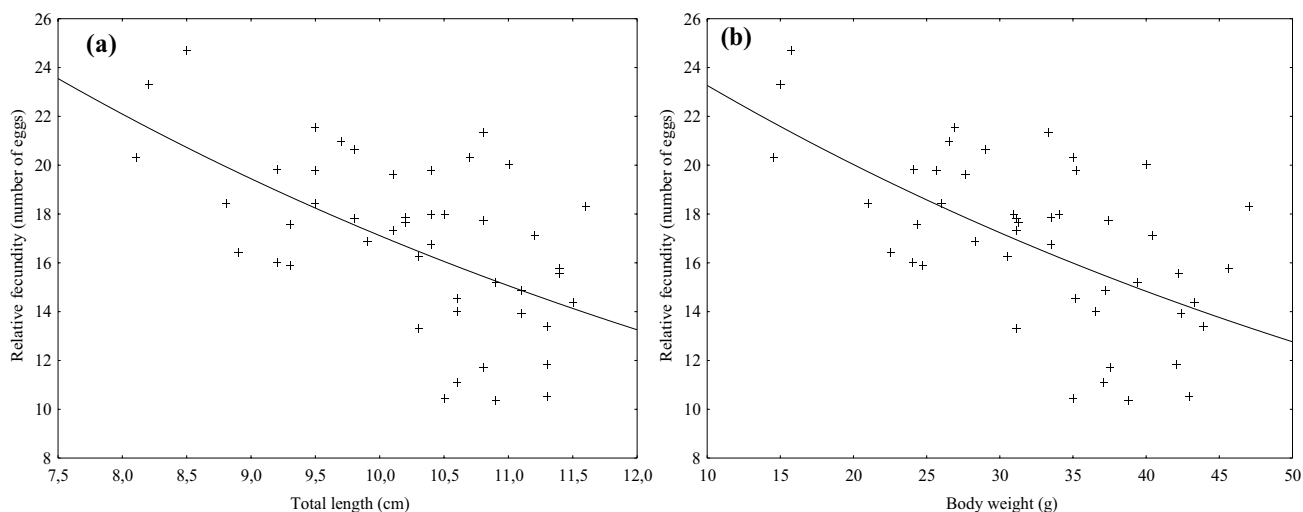 (a)
Relative fecundity (number of eggs)
26
24
22
20
18
16
14
12
10
8
7,5 8,0 8,5 9,0 9,5 10,0 10,5 11,0 11,5 12,0
Total length (cm)
(b)
Relative fecundity (number of eggs)
26
24
22
20
18
16
14
12
10
8
10 15 20 25 30 35 40 45 50
Body weight (g)